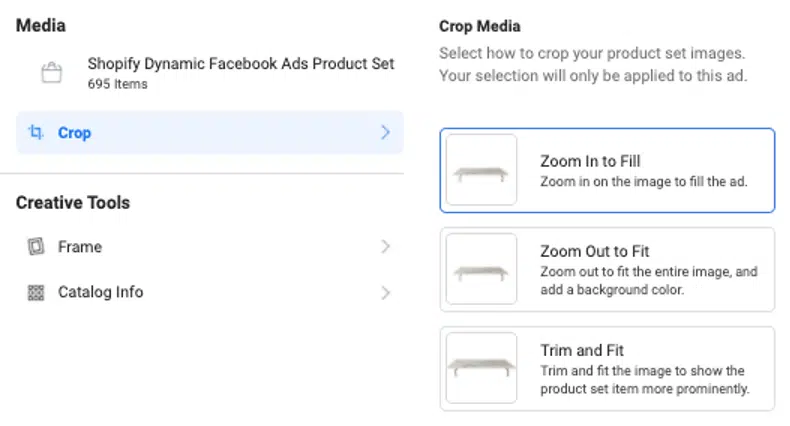 Media
Shopify Dynamic Facebook Ads Product Set
695 Items
Crop
Creative Tools
Frame
Catalog Info
Crop Media
Select how to crop your product set images.
Your selection will only be applied to this ad.
Zoom In to Fill
Zoom in on the image to fill the ad.
Zoom Out to Fit
Zoom out to fit the entire image, and
add a background color.
Trim and Fit
Trim and fit the image to show the
product set item more prominently.